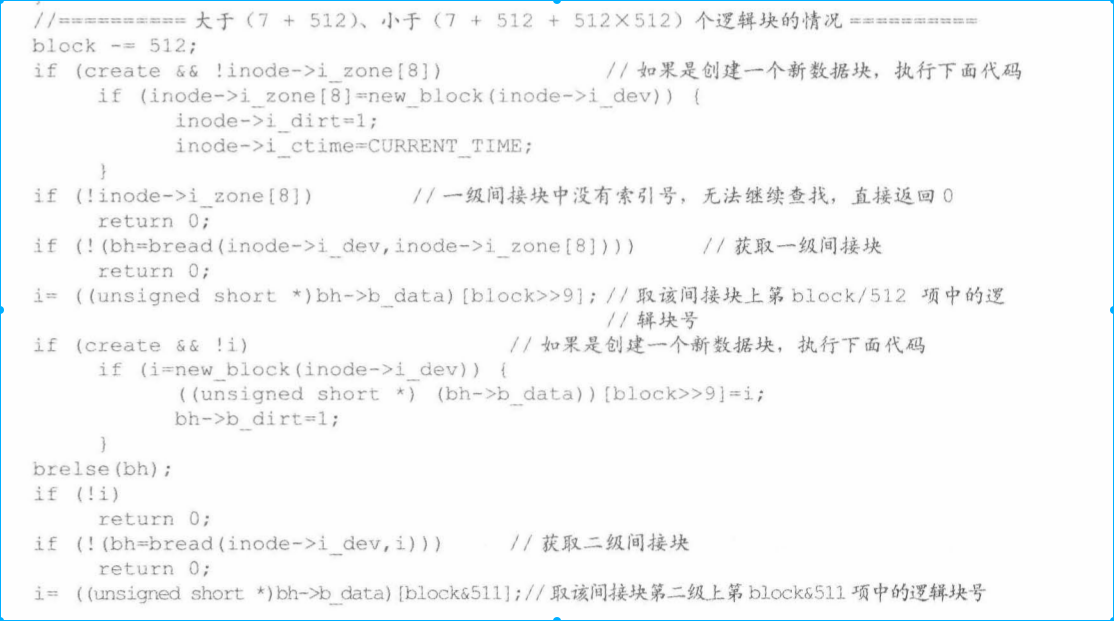 //========== 大于（7 + 512）、小于（7 + 512 + 512×512）个逻辑块的情况 ==========
block -= 512;
if (create && !inode->i_zone[8]) // 如果是创建一个新数据块，执行下面代码
if (inode->i_zone[8]=new_block(inode->i_dev)) {
inode->i_dirt=1;
inode->i_ctime=CURRENT_TIME;
}
if (!inode->i_zone[8]) // 一级间接块中没有索引号，无法继续查找，直接返回 0
return 0;
if (!(bh=bread(inode->i_dev,inode->i_zone[8]))) // 获取一级间接块
return 0;
i= ((unsigned short *)bh->b_data)[block>>9]; // 取该间接块上第 block/512 项中的逻
// 辑块号
if (create && !i) // 如果是创建一个新数据块，执行下面代码
if (i=new_block(inode->i_dev)) {
((unsigned short *) (bh->b_data))[block>>9]=i;
bh->b_dirt=1;
}
brelse(bh);
if (!i)
return 0;
if (!(bh=bread(inode->i_dev,i))) // 获取二级间接块
return 0;
i= ((unsigned short *)bh->b_data)[block&511];// 取该间接块第二级上第 block&511 项中的逻辑块号